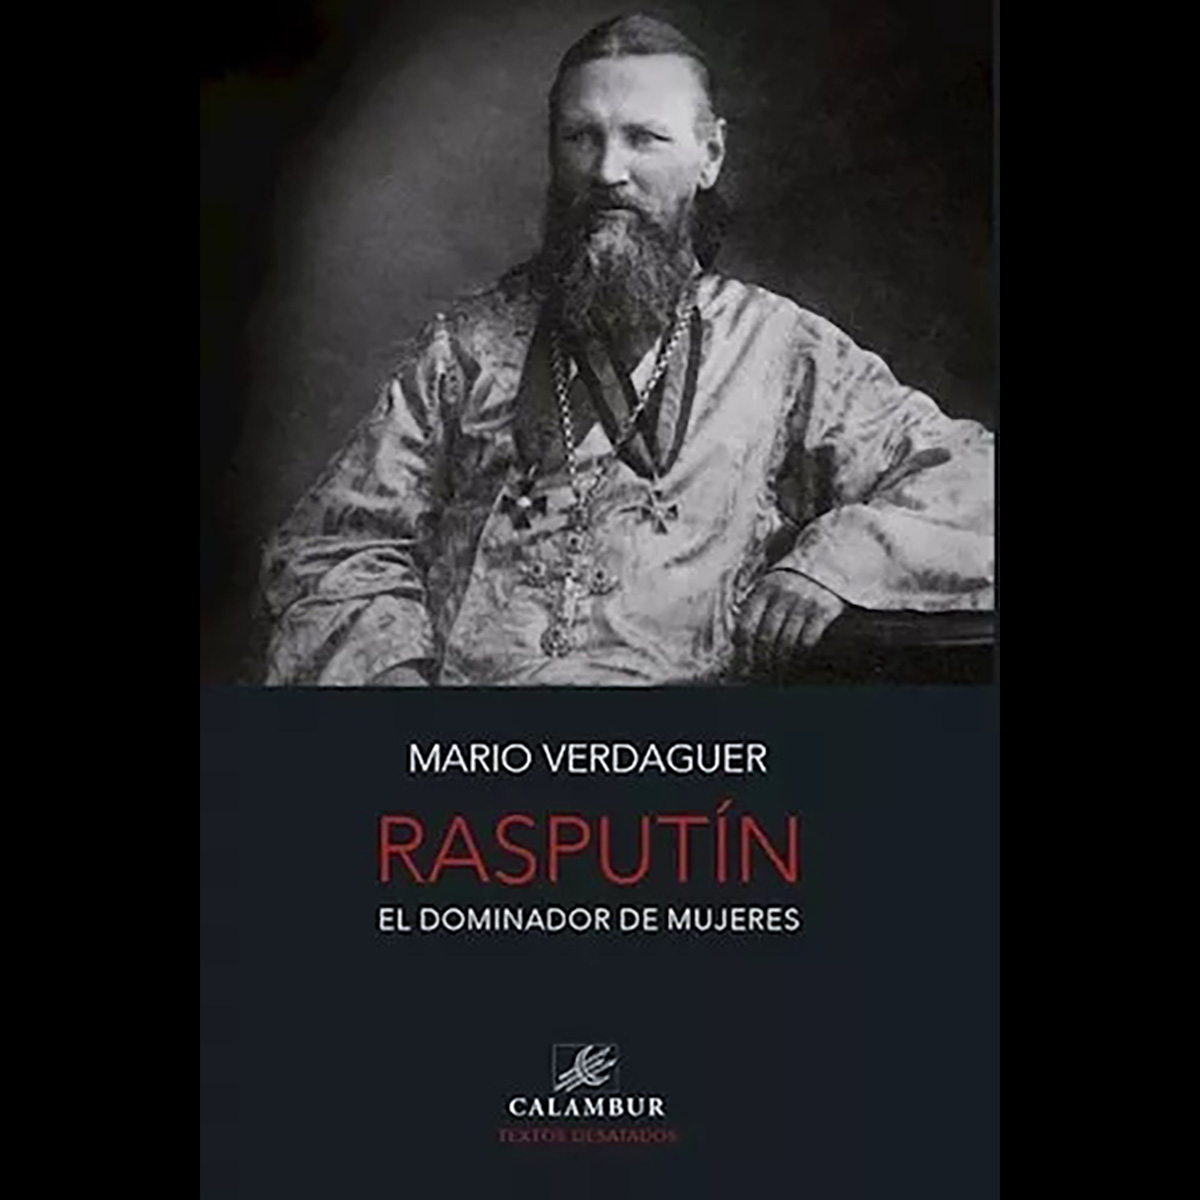 MARIO VERDAGUER
RASPUTÍN
EL DOMINADOR DE MUJERES
CALAMBUR
TEXTOS DESATADOS